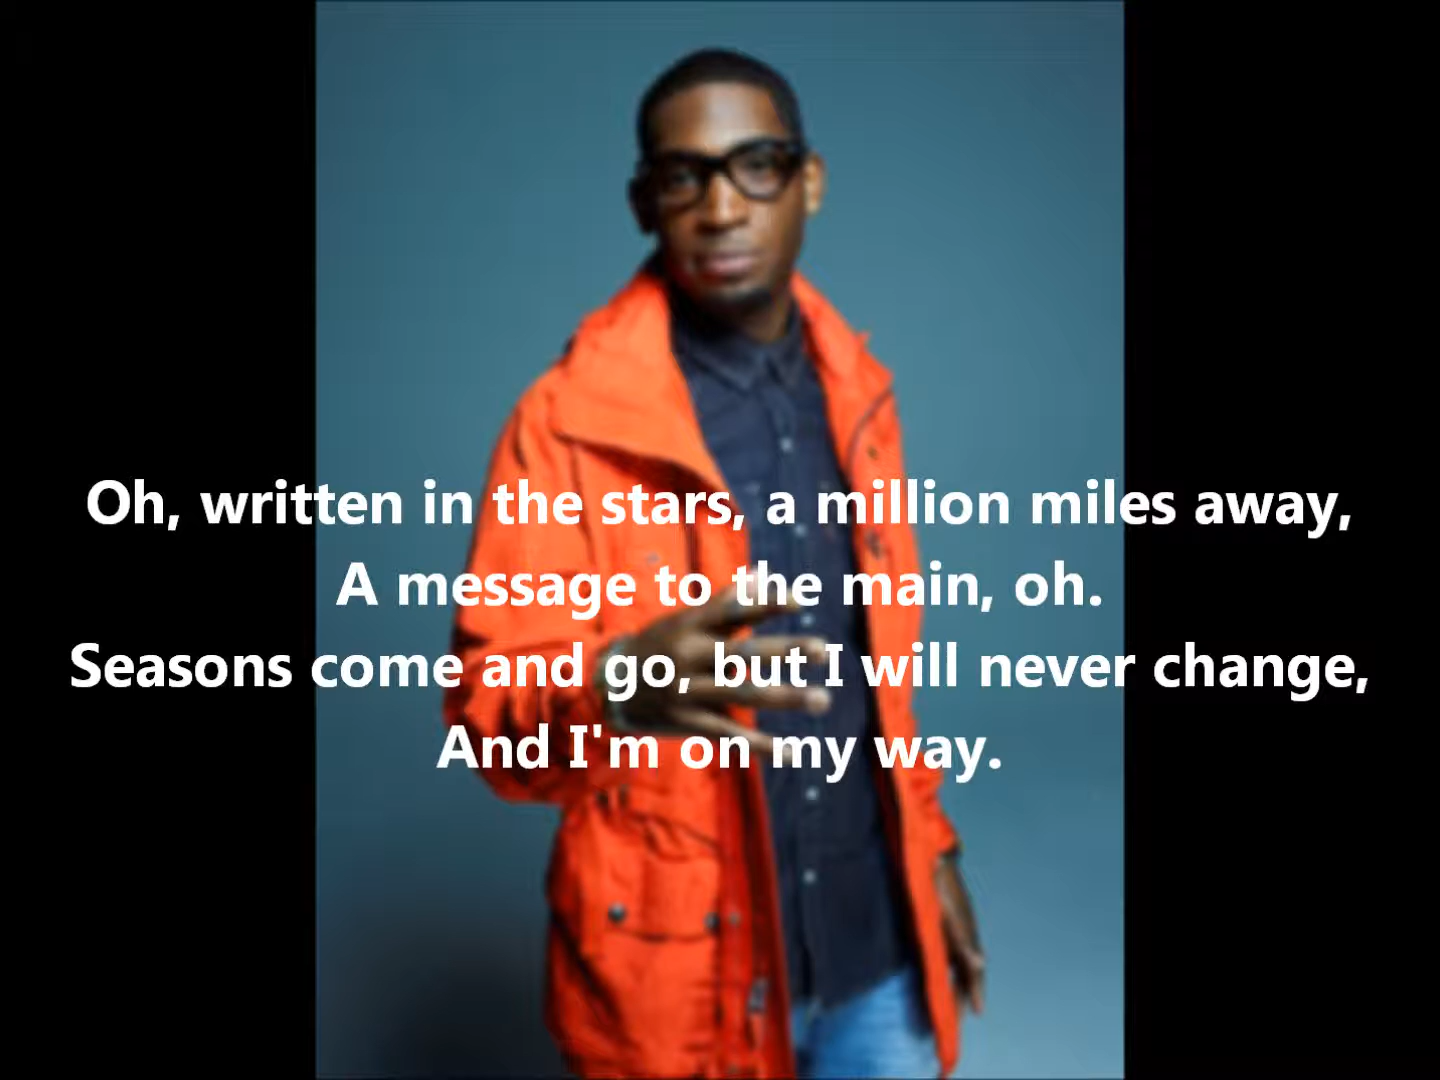 Oh, written in the stars, a million miles away,
A message to the main, oh.
Seasons come and go, but I will never change,
And I'm on my way.